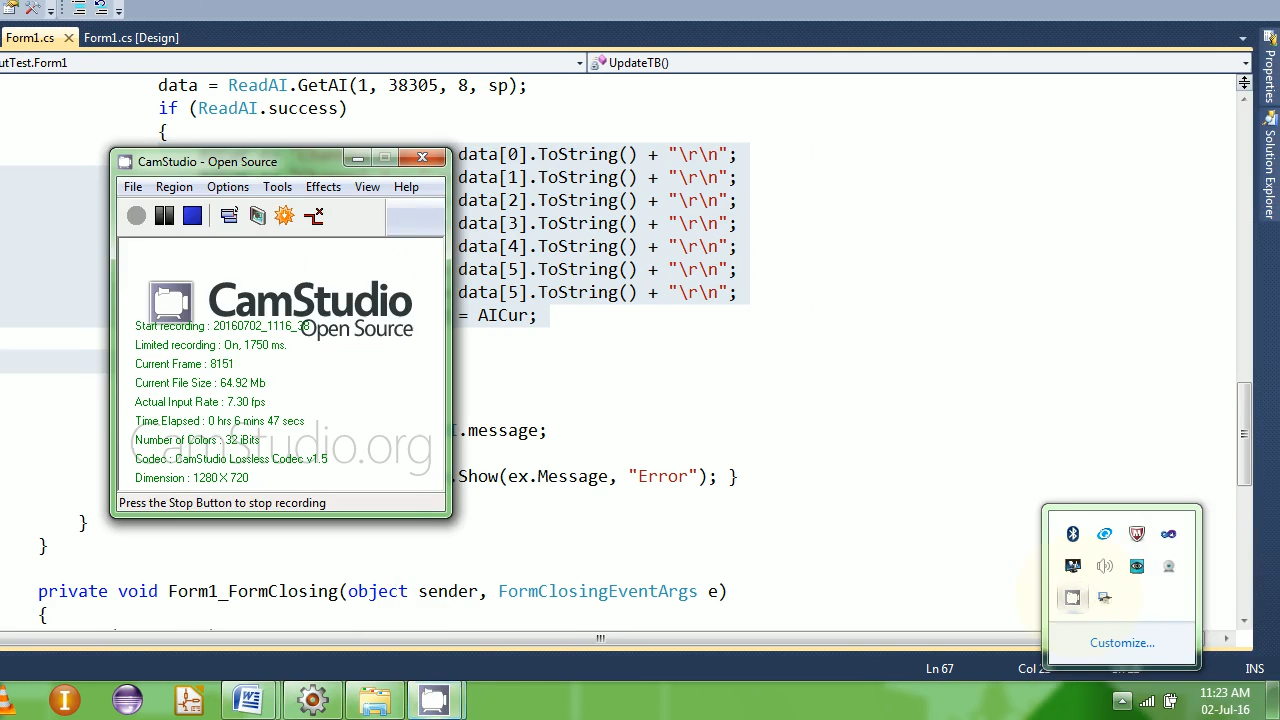 Form1.cs
Form1.cs [Design]
utTest.Form1
UpdateTB()
data = ReadAI.GetAI(1, 38305, 8, sp);
if (ReadAI.success)
{
data[0].ToString() + "\r\n";
data[1].ToString() + "\r\n";
data[2].ToString() + "\r\n";
data[3].ToString() + "\r\n";
data[4].ToString() + "\r\n";
data[5].ToString() + "\r\n";
data[5].ToString() + "\r\n";
= AICur;
.message;
.Show(ex.Message, "Error"); }
}
}
private void Form1_FormClosing(object sender, FormClosingEventArgs e)
{
CamStudio - Open Source
File Region Options Tools Effects View Help
CamStudio
Open Source
Start recording : 20160702_1116_38
Limited recording : On, 1750 ms.
Current Frame : 8151
Current File Size : 64.92 Mb
Actual Input Rate : 7.30 fps
Time Elapsed : 0 hrs 6 mins 47 secs
Number of Colors : 32 Bits
CamStudio.org
Codec : CamStudio Lossless Codec v1.5
Dimension : 1280 X 720
Press the Stop Button to stop recording
Properties
Solution Explorer
Customize...
Ln 67
Col
INS
11:23 AM
02-Jul-16